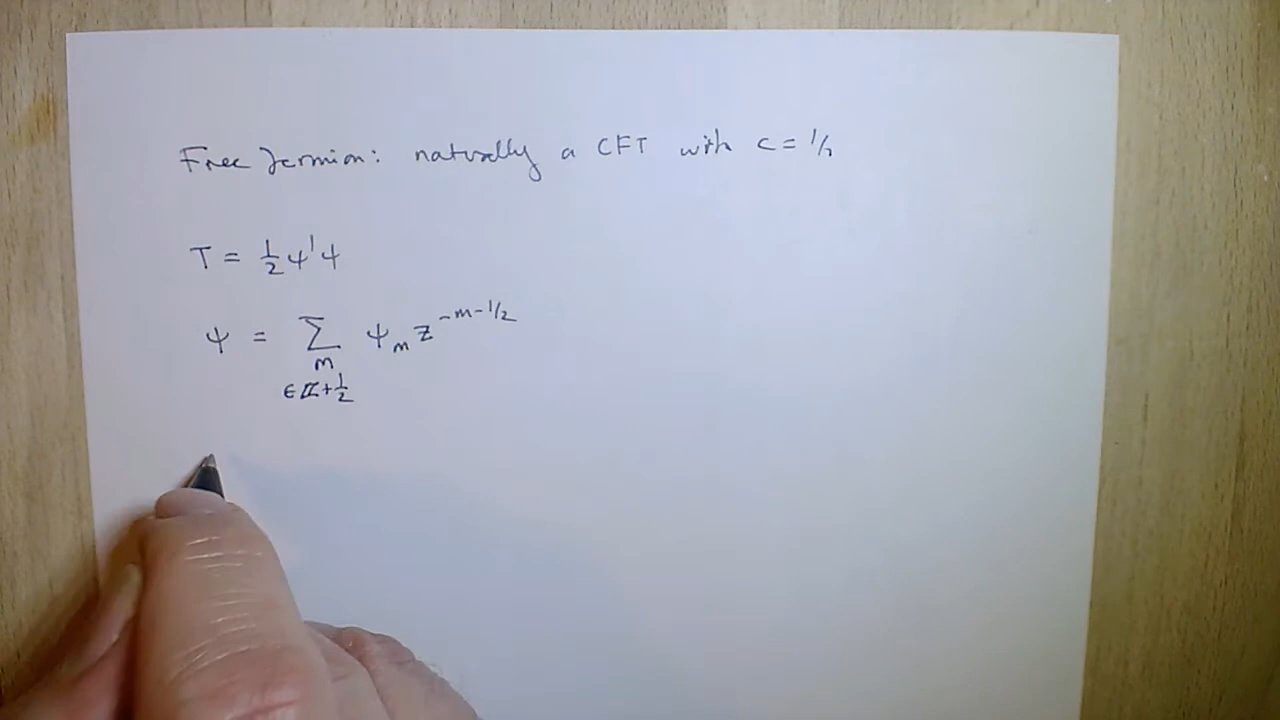 Free fermion: naturally a CFT with c = 1/2
T = 1/2 ψ'ψ
ψ = ∑ ψ_m z^{-m-1/2}
m
∈ ℤ+1/2